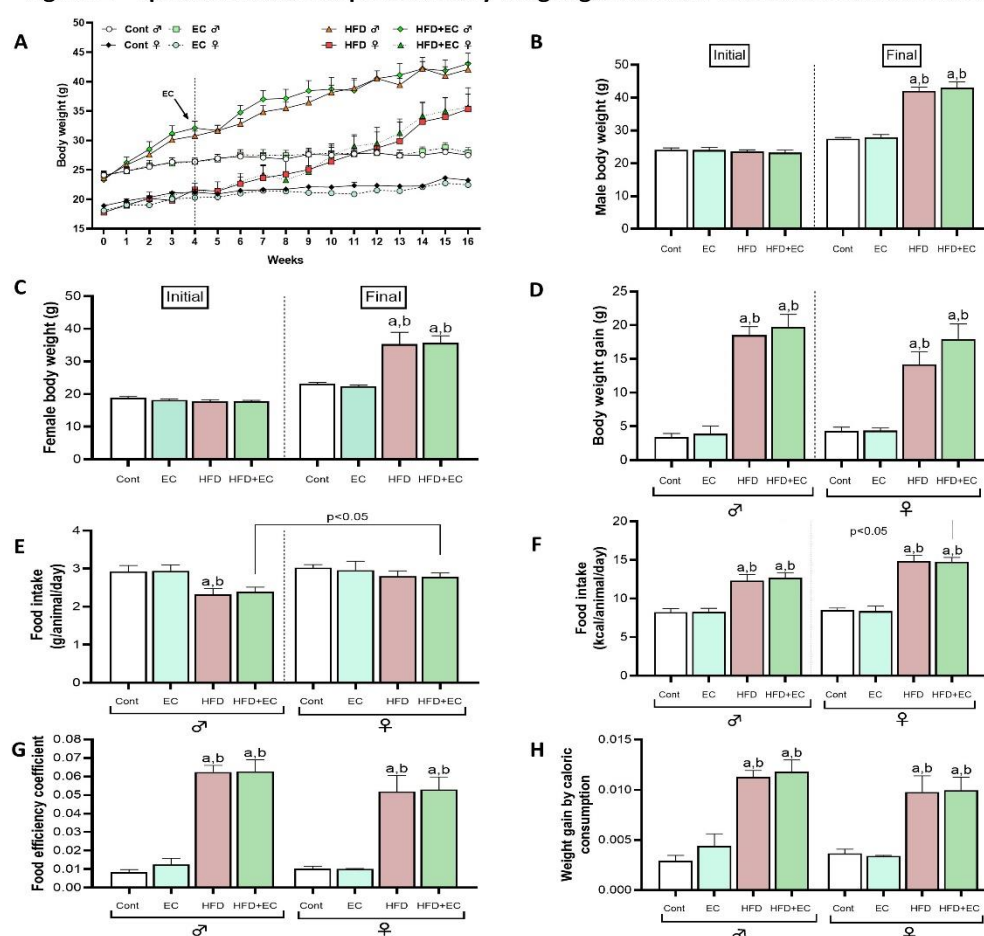 A
Cont ♂ EC ♂ HFD ♂ HFD+EC ♂
Cont ♀ EC ♀ HFD ♀ HFD+EC ♀
Body weight (g)
50
45
40
35
30
25
20
15
EC
0 1 2 3 4 5 6 7 8 9 10 11 12 13 14 15 16
Weeks
B
Initial Final
Male body weight (g)
50
40
30
20
10
0
a,b a,b
Cont EC HFD HFD+EC Cont EC HFD HFD+EC
C
Initial Final
Female body weight (g)
50
40
30
20
10
0
a,b a,b
Cont EC HFD HFD+EC Cont EC HFD HFD+EC
D
Body weight gain (g)
25
20
15
10
5
0
a,b a,b a,b a,b
Cont EC HFD HFD+EC Cont EC HFD HFD+EC
♂ ♀
E
p<0.05
Food intake
(g/animal/day)
4
3
2
1
0
a,b
Cont EC HFD HFD+EC Cont EC HFD HFD+EC
♂ ♀
F
p<0.05
Food intake
(kcal/animal/day)
20
15
10
5
0
a,b a,b a,b a,b
Cont EC HFD HFD+EC Cont EC HFD HFD+EC
♂ ♀
G
Food efficiency coefficient
0.08
0.07
0.06
0.05
0.04
0.03
0.02
0.01
0.00
a,b a,b a,b a,b
Cont EC HFD HFD+EC Cont EC HFD HFD+EC
♂ ♀
H
Weight gain by caloric
consumption
0.015
0.010
0.005
0.000
a,b a,b a,b a,b
Cont EC HFD HFD+EC Cont EC HFD HFD+EC